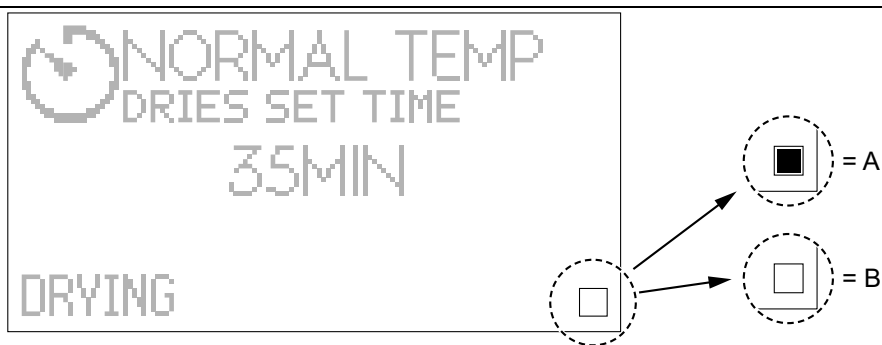 NORMAL TEMP
DRIES SET TIME
35MIN
= A
= B
DRYING